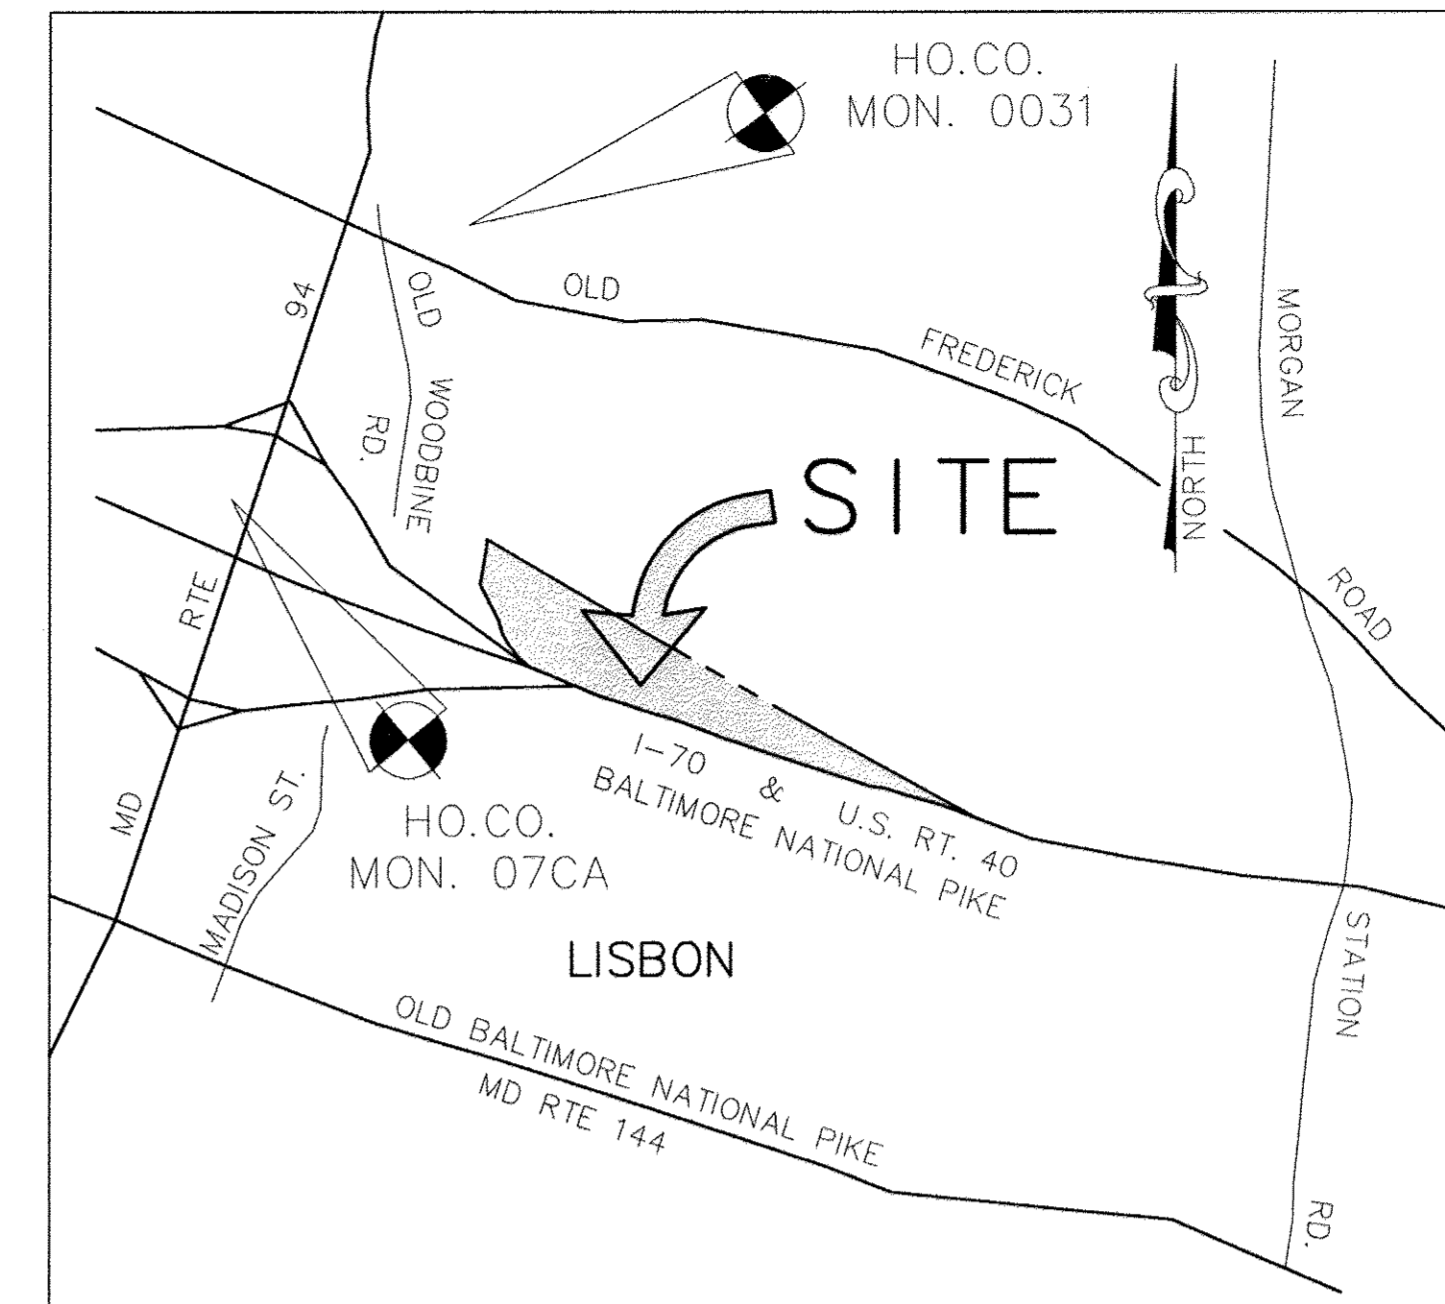 HO.CO.
MON. 0031
OLD
FREDERICK
ROAD
94
RTE
MD
OLD
WOODBINE
RD.
NORTH
MORGAN
STATION
RD.
SITE
I-70 & U.S. RT. 40
BALTIMORE NATIONAL PIKE
HO.CO.
MON. 07CA
MADISON ST.
LISBON
OLD BALTIMORE NATIONAL PIKE
MD RTE 144